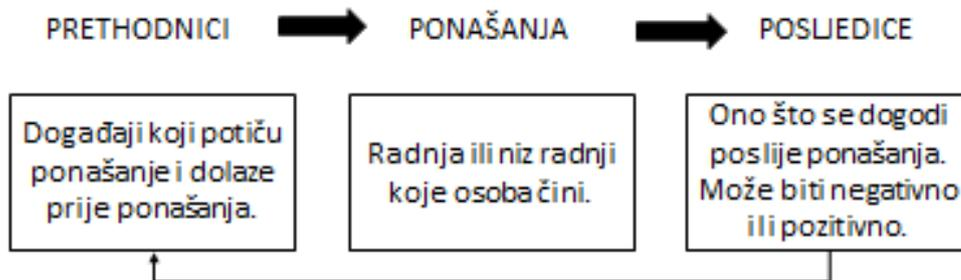 PRETHODNICI
PONAŠANJA
POSLJEDICE
Događaji koji potiču
ponašanje i dolaze
prije ponašanja.
Radnja ili niz radnji
koje osoba čini.
Ono što se dogodi
poslije ponašanja.
Može biti negativno
ili pozitivno.